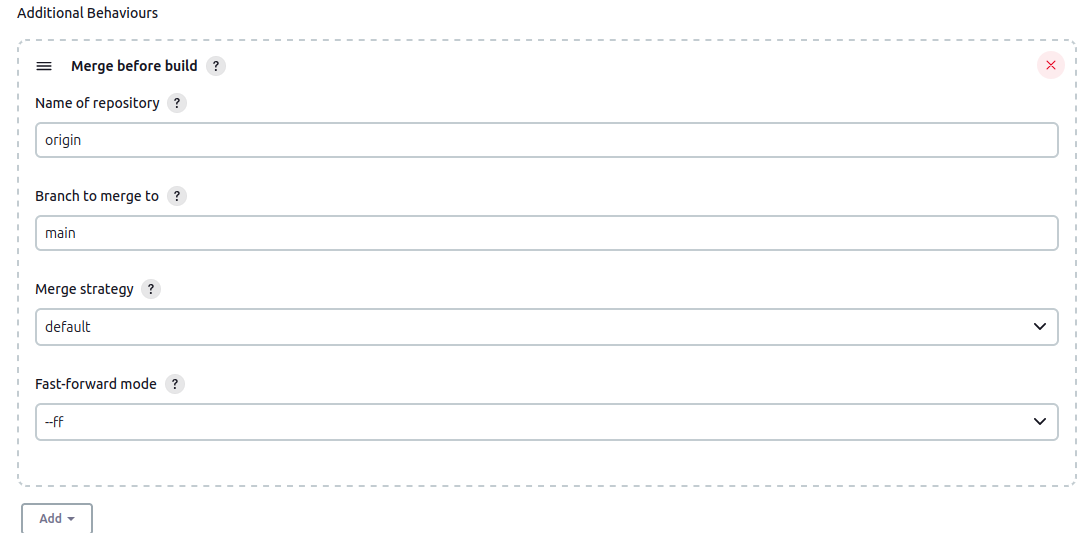 Additional Behaviours
Merge before build ?
Name of repository ?
origin
Branch to merge to ?
main
Merge strategy ?
default
Fast-forward mode ?
--ff
Add